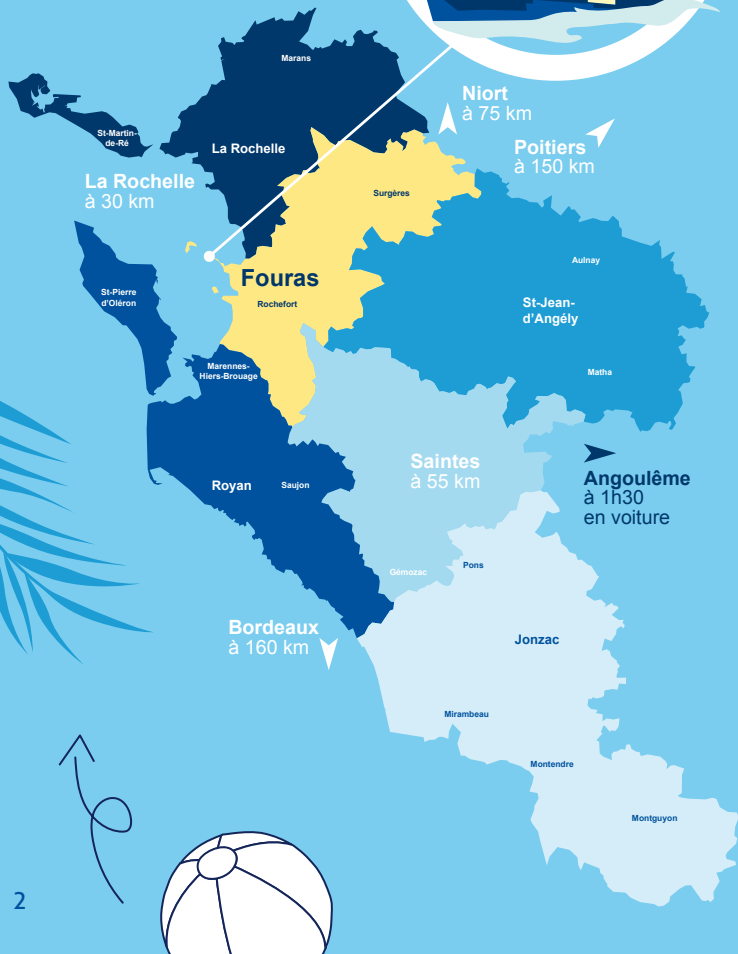 Marans
Niort
à 75 km
St-Martin-
de-Ré
La Rochelle
Poitiers
à 150 km
La Rochelle
à 30 km
Surgères
Aulnay
Fouras
St-Pierre
d'Oléron
Rochefort
St-Jean-
d'Angély
Marennes-
Hiers-Brouage
Matha
Saintes
à 55 km
Angoulême
à 1h30
en voiture
Royan
Saujon
Gémozac
Pons
Bordeaux
à 160 km
Jonzac
Mirambeau
Montendre
Montguyon
2